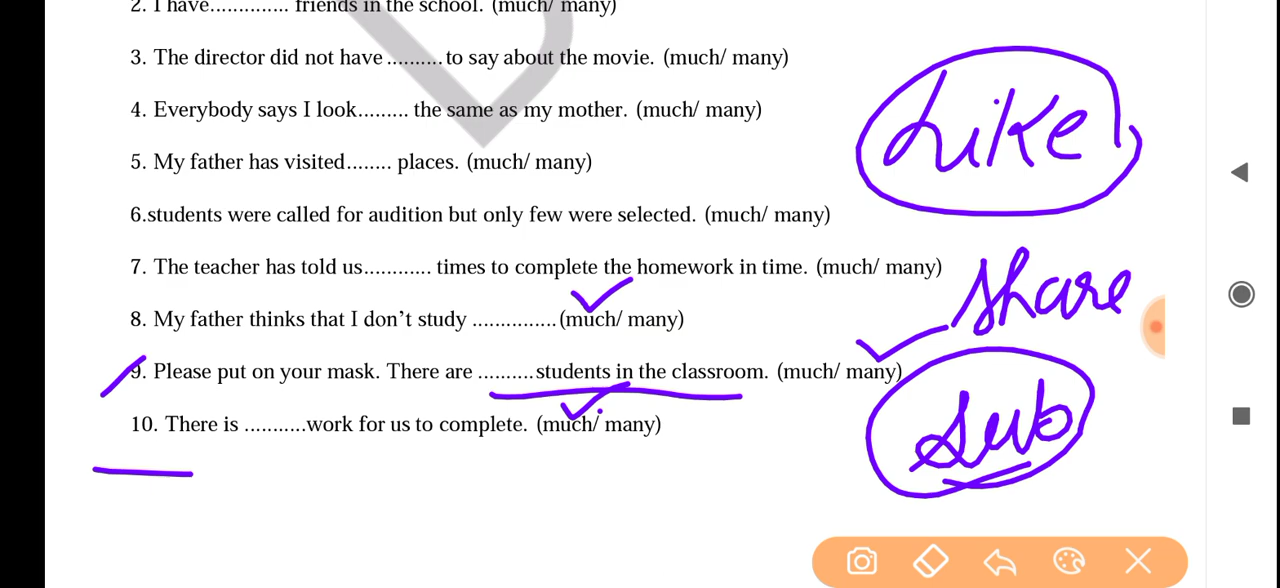 2. I have.............. friends in the school. (much/ many)
3. The director did not have ..........to say about the movie. (much/ many)
4. Everybody says I look......... the same as my mother. (much/ many)
5. My father has visited........ places. (much/ many)
6.students were called for audition but only few were selected. (much/ many)
7. The teacher has told us............ times to complete the homework in time. (much/ many)
8. My father thinks that I don’t study ...............(much/ many)
9. Please put on your mask. There are ..........students in the classroom. (much/ many)
10. There is ...........work for us to complete. (much/ many)
Like,
Share
Sub